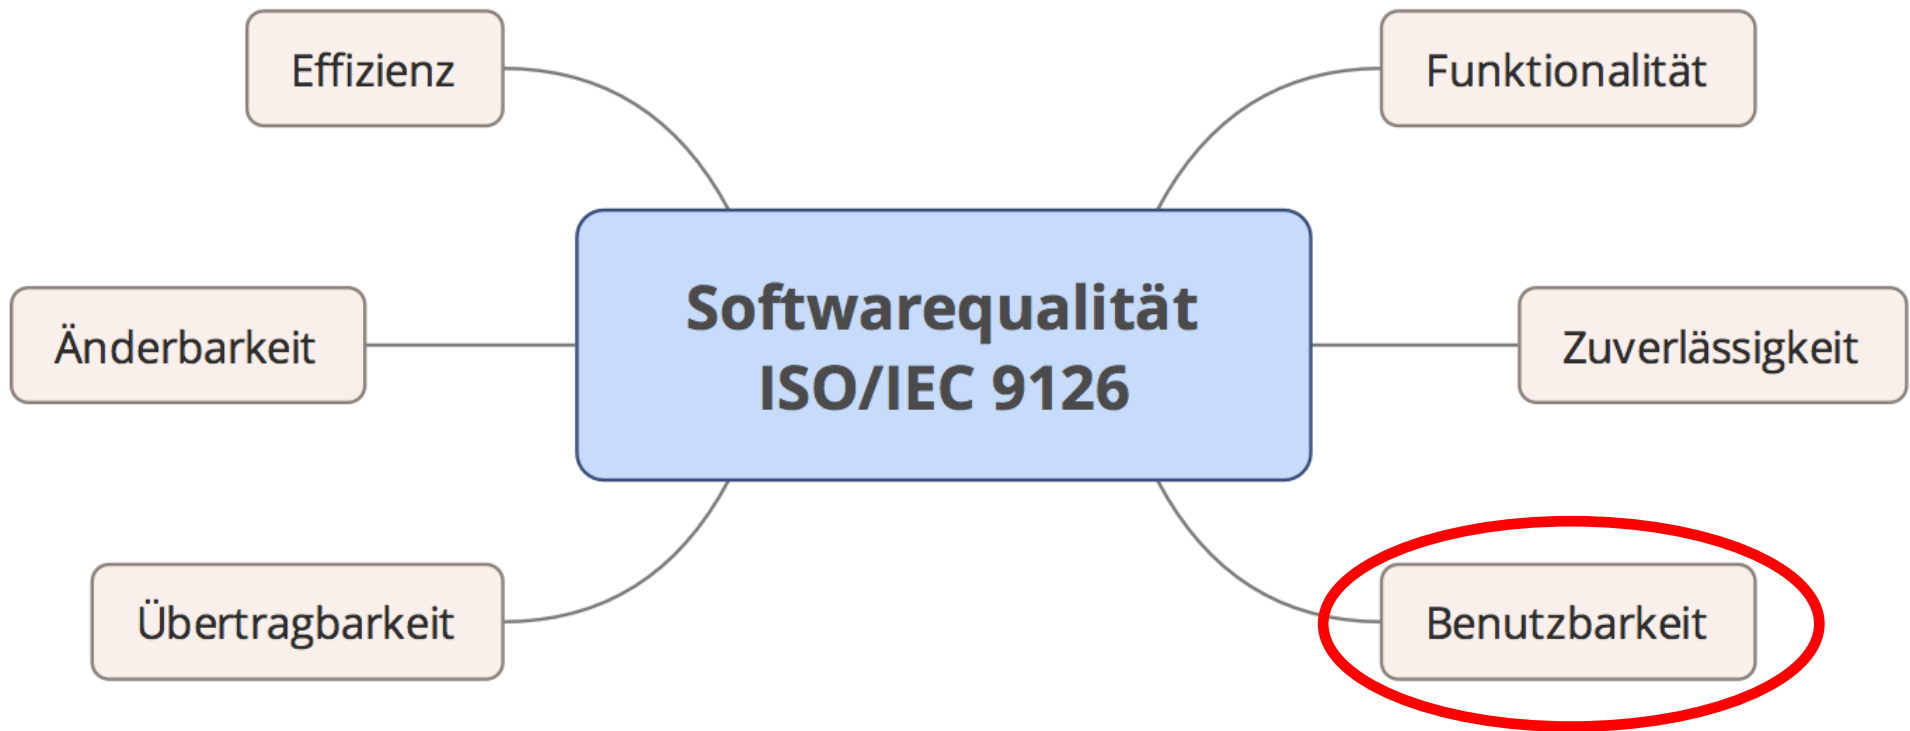 Effizienz
Funktionalität
Softwarequalität
ISO/IEC 9126
Änderbarkeit
Zuverlässigkeit
Übertragbarkeit
Benutzbarkeit